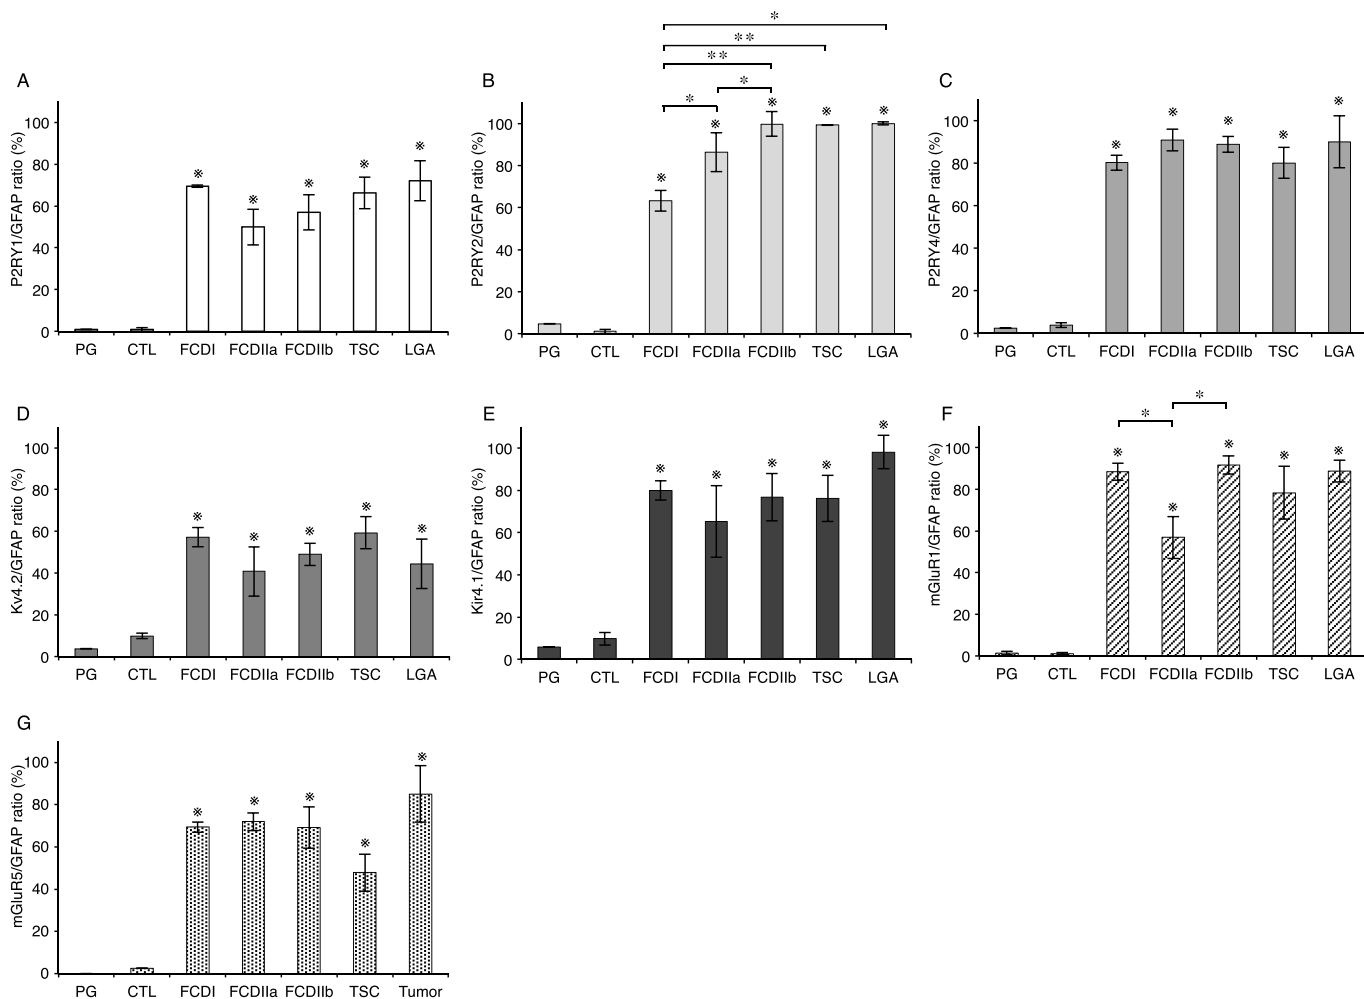 A
P2RY1/GFAP ratio (%)
100
80
60
40
20
0
※ ※ ※ ※ ※
PG CTL FCDI FCDIIa FCDIIb TSC LGA
B
P2RY2/GFAP ratio (%)
100
80
60
40
20
0
*
**
**
*
*
※ ※ ※ ※ ※
PG CTL FCDI FCDIIa FCDIIb TSC LGA
C
P2RY4/GFAP ratio (%)
100
80
60
40
20
0
※ ※ ※ ※ ※
PG CTL FCDI FCDIIa FCDIIb TSC LGA
D
Kv4.2/GFAP ratio (%)
100
80
60
40
20
0
※ ※ ※ ※ ※
PG CTL FCDI FCDIIa FCDIIb TSC LGA
E
Kir4.1/GFAP ratio (%)
100
80
60
40
20
0
※ ※ ※ ※ ※
PG CTL FCDI FCDIIa FCDIIb TSC LGA
F
mGluR1/GFAP ratio (%)
100
80
60
40
20
0
*
*
※ ※ ※ ※ ※
PG CTL FCDI FCDIIa FCDIIb TSC LGA
G
mGluR5/GFAP ratio (%)
100
80
60
40
20
0
※ ※ ※ ※ ※
PG CTL FCDI FCDIIa FCDIIb TSC Tumor